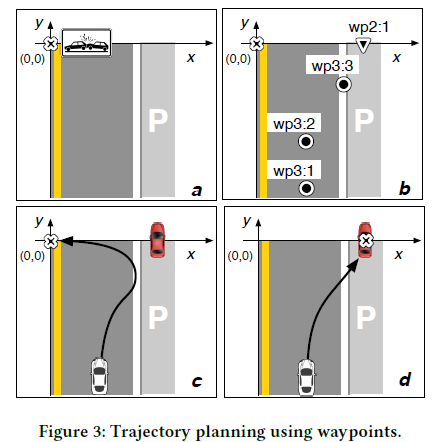 y
(0,0)
x
P
a
y
wp2:1
(0,0)
x
wp3:3
P
wp3:2
wp3:1
b
y
(0,0)
x
P
c
y
(0,0)
x
P
d
Figure 3: Trajectory planning using waypoints.